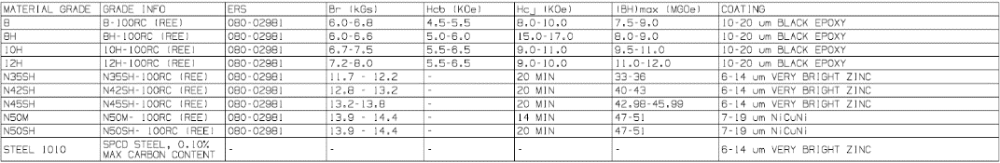 MATERIAL GRADE GRADE INFO ERS Br (kGs) Hcb (KOe) Hcj (KOe) (BH)max (MGOe) COATING
8 8-100RC (REE) 080-02981 6.0-6.8 4.5-5.5 8.0-10.0 7.5-9.0 10-20 um BLACK EPOXY
8H 8H-100RC (REE) 080-02981 6.0-6.6 5.0-6.0 15.0-17.0 8.0-9.0 10-20 um BLACK EPOXY
10H 10H-100RC (REE) 080-02981 6.7-7.5 5.5-6.5 9.0-11.0 9.5-11.0 10-20 um BLACK EPOXY
12H 12H-100RC (REE) 080-02981 7.2-8.0 5.5-6.5 9.0-10.0 11.0-12.0 10-20 um BLACK EPOXY
N35SH N35SH-100RC (REE) 080-02981 11.7 - 12.2 - 20 MIN 33-36 6-14 um VERY BRIGHT ZINC
N42SH N42SH-100RC (REE) 080-02981 12.8 - 13.2 - 20 MIN 40-43 6-14 um VERY BRIGHT ZINC
N45SH N45SH-100RC (REE) 080-02981 13.2-13.8 - 20 MIN 42.98-45.99 6-14 um VERY BRIGHT ZINC
N50M N50M- 100RC (REE) 080-02981 13.9 - 14.4 - 14 MIN 47-51 7-19 um NiCuNi
N50SH N50SH- 100RC (REE) 080-02981 13.9 - 14.4 - 20 MIN 47-51 7-19 um NiCuNi
STEEL 1010 SPCD STEEL, 0.10% MAX CARBON CONTENT - - - - - 6-14 um VERY BRIGHT ZINC